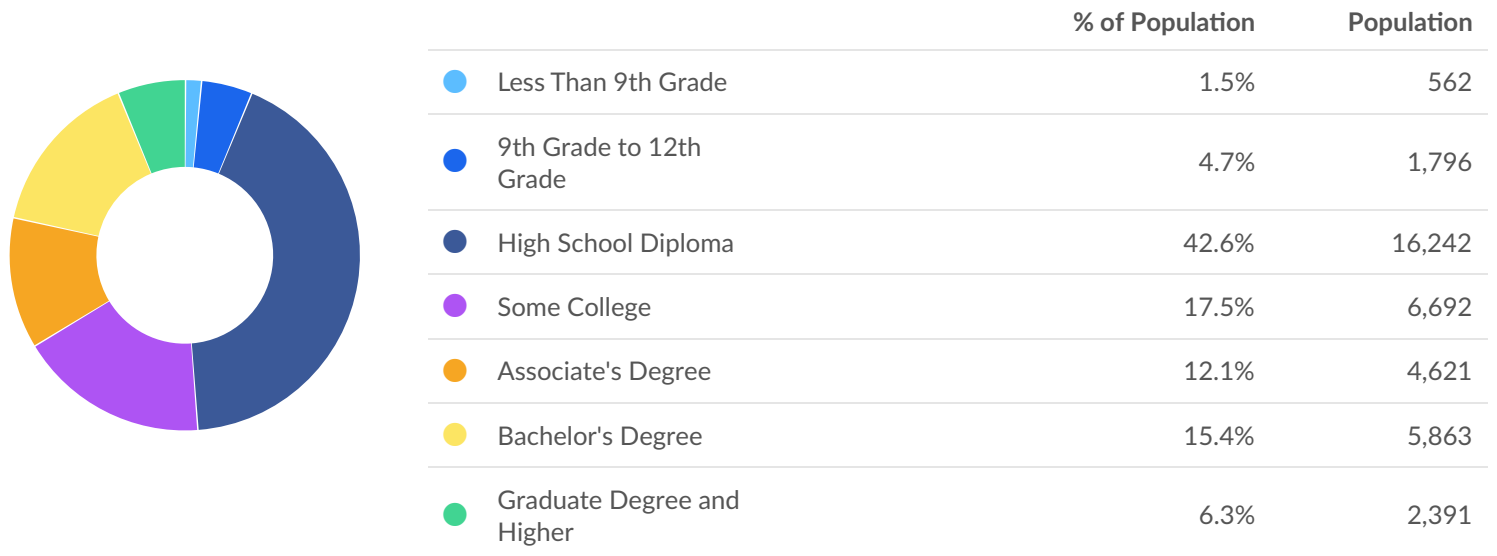 % of Population Population
Less Than 9th Grade 1.5% 562
9th Grade to 12th
Grade 4.7% 1,796
High School Diploma 42.6% 16,242
Some College 17.5% 6,692
Associate's Degree 12.1% 4,621
Bachelor's Degree 15.4% 5,863
Graduate Degree and
Higher 6.3% 2,391